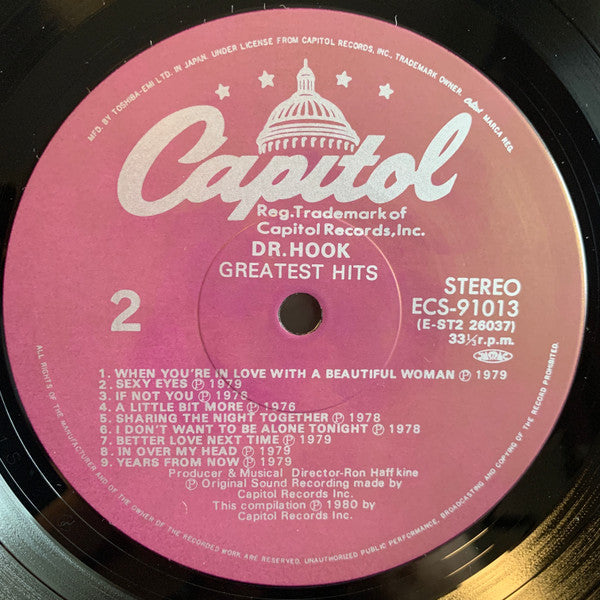 MFD. BY TOSHIBA-EMI LTD. IN JAPAN. UNDER LICENSE FROM CAPITOL RECORDS, INC. TRADEMARK OWNER. MARCA REG.
Capitol
Reg.Trademark of
Capitol Records,Inc.
DR.HOOK
GREATEST HITS
2
STEREO
ECS-91013
(E-ST2 26037)
33⅓r.p.m.
JASRAC
1. WHEN YOU'RE IN LOVE WITH A BEAUTIFUL WOMAN Ⓟ 1979
2. SEXY EYES Ⓟ 1979
3. IF NOT YOU Ⓟ 1978
4. A LITTLE BIT MORE Ⓟ 1976
5. SHARING THE NIGHT TOGETHER Ⓟ 1978
6. I DON'T WANT TO BE ALONE TONIGHT Ⓟ 1978
7. BETTER LOVE NEXT TIME Ⓟ 1979
8. IN OVER MY HEAD Ⓟ 1979
9. YEARS FROM NOW Ⓟ 1979
Producer & Musical Director-Ron Haffkine
Ⓟ Original Sound Recording made by
Capitol Records Inc.
This compilation Ⓟ 1980 by
Capitol Records Inc.
ALL RIGHTS OF THE MANUFACTURER AND OF THE OWNER OF THE RECORDED WORK ARE RESERVED. UNAUTHORIZED PUBLIC PERFORMANCE, BROADCASTING AND COPYING OF THE RECORD PROHIBITED.